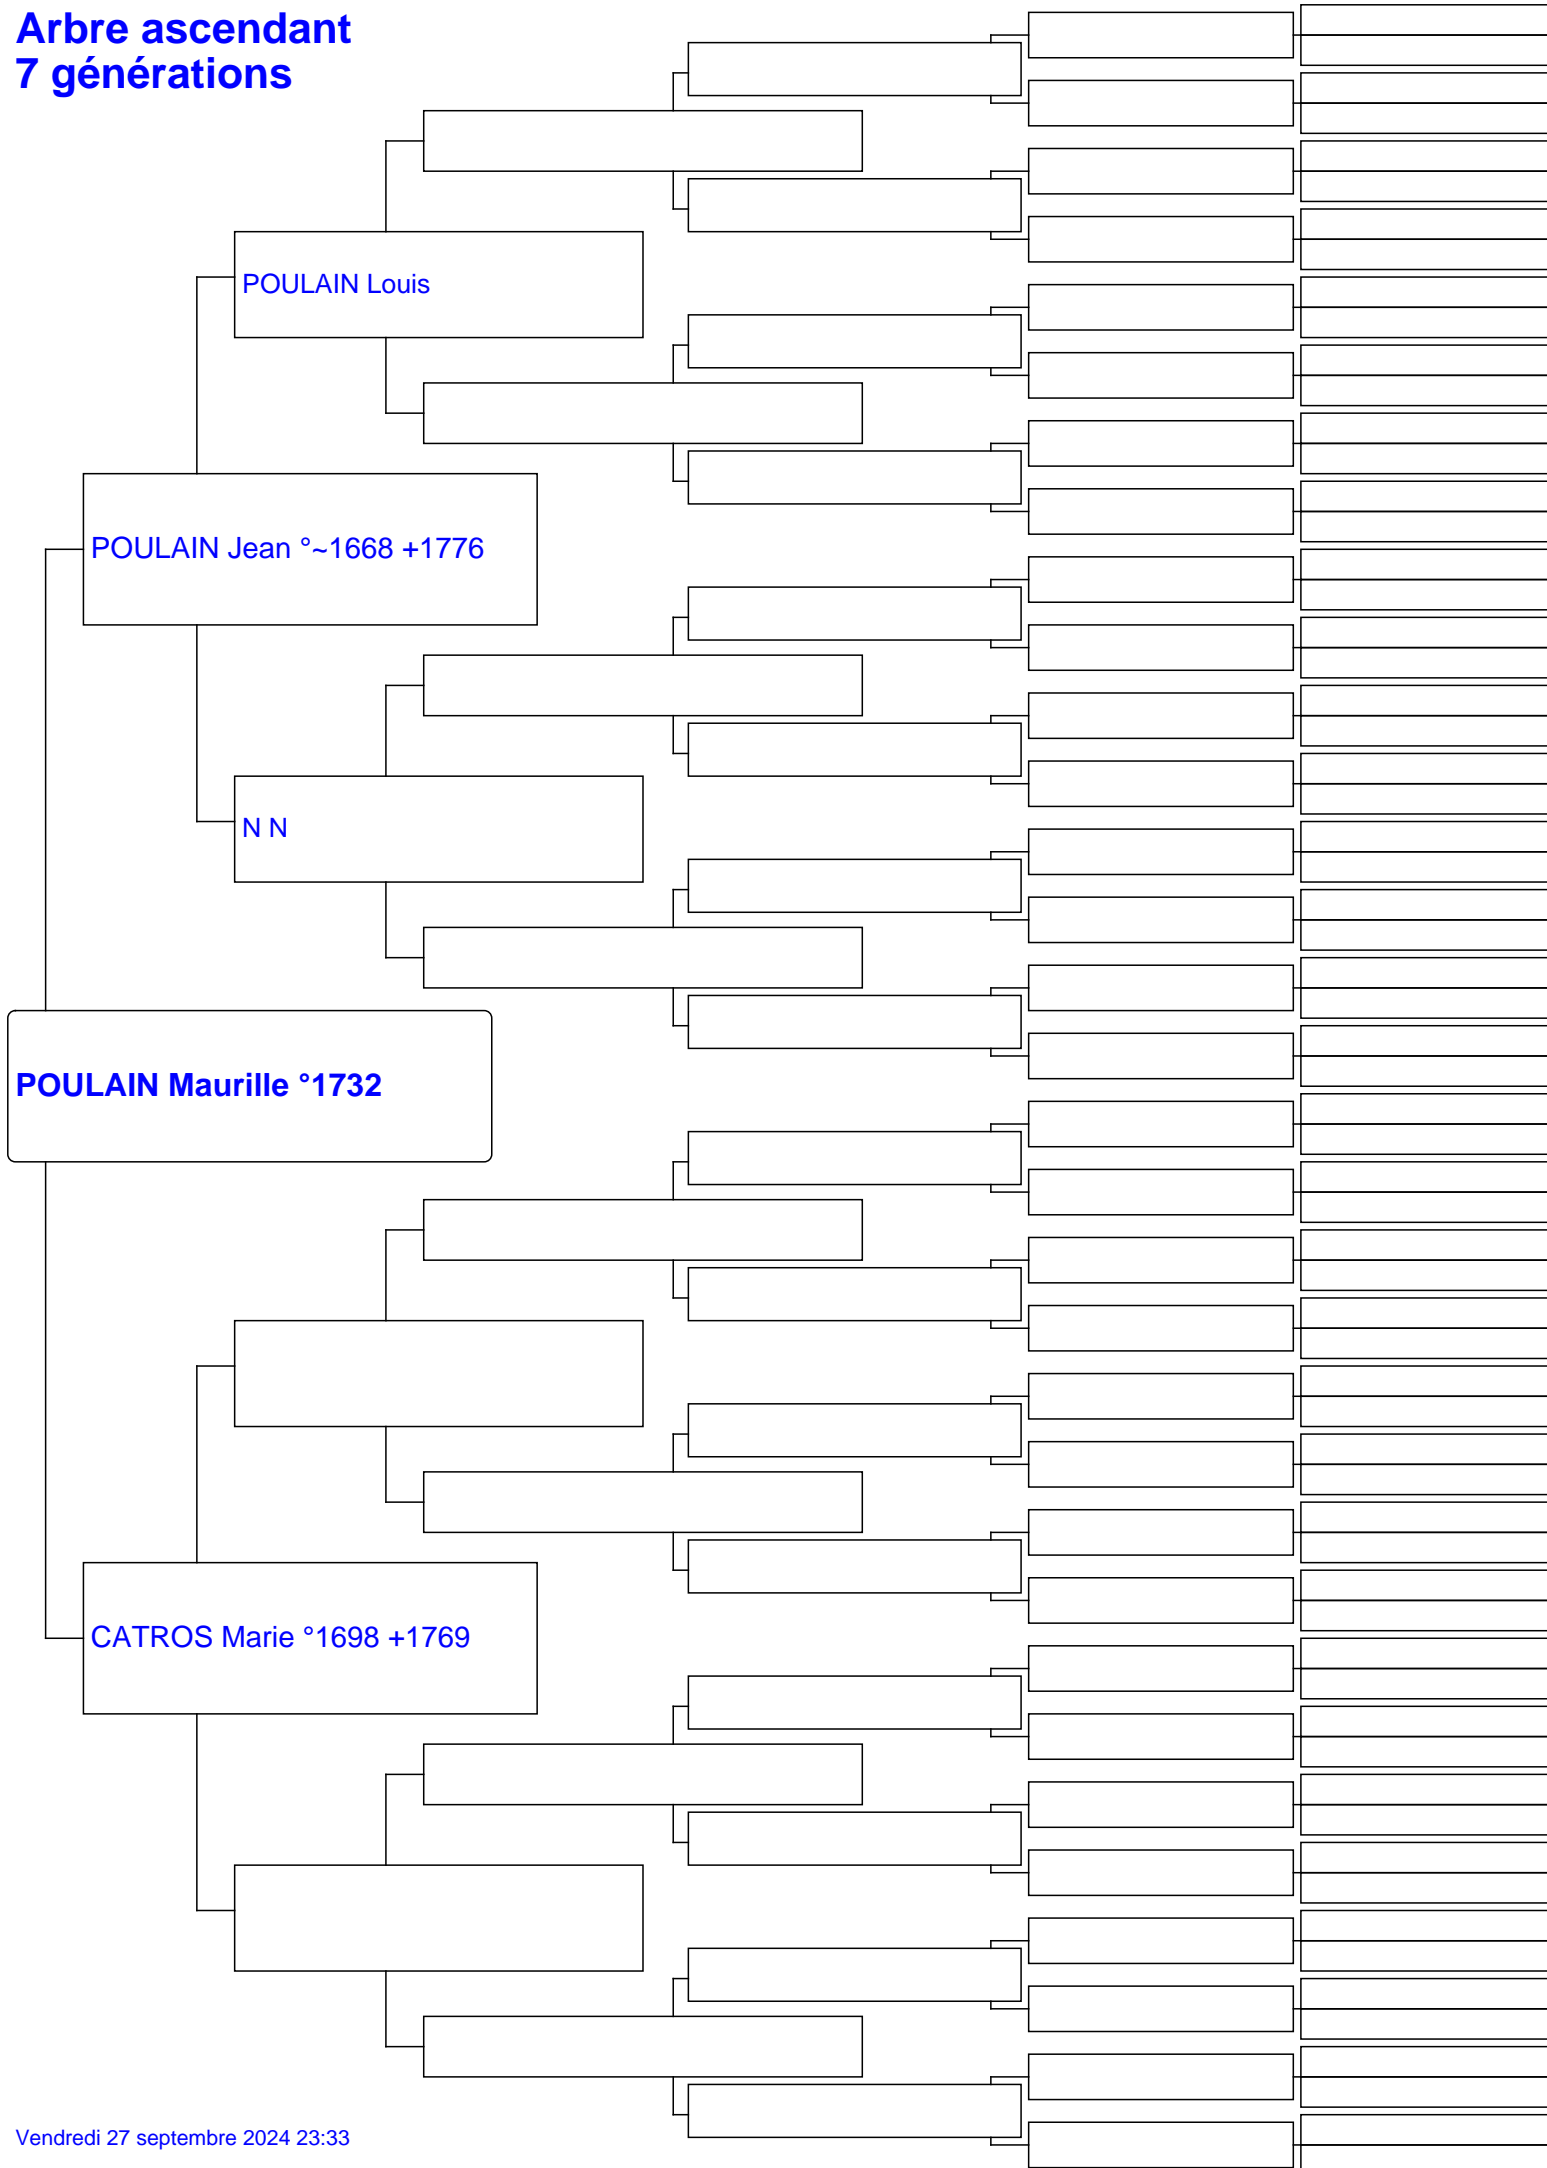 Arbre ascendant
7 générations
POULAIN Louis
POULAIN Jean °~1668 +1776
N N
POULAIN Maurille °1732
CATROS Marie °1698 +1769
Vendredi 27 septembre 2024 23:33